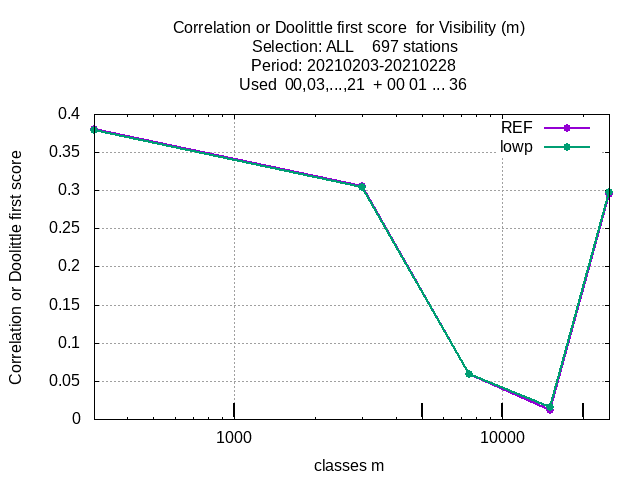 Correlation or Doolittle first score  for Visibility (m)
Selection: ALL    697 stations
Period: 20210203-20210228
Used  00,03,...,21  + 00 01 ... 36
REF
lowp
Correlation or Doolittle first score
0.4
0.35
0.3
0.25
0.2
0.15
0.1
0.05
0
1000
10000
classes m